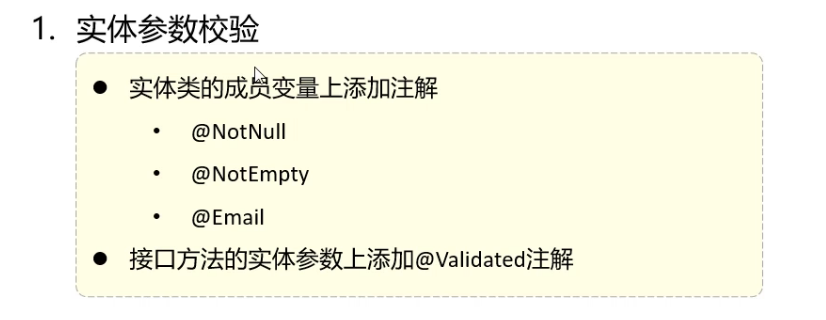 1. 实体参数校验
● 实体类的成员变量上添加注解
• @NotNull
• @NotEmpty
• @Email
● 接口方法的实体参数上添加@Validated注解